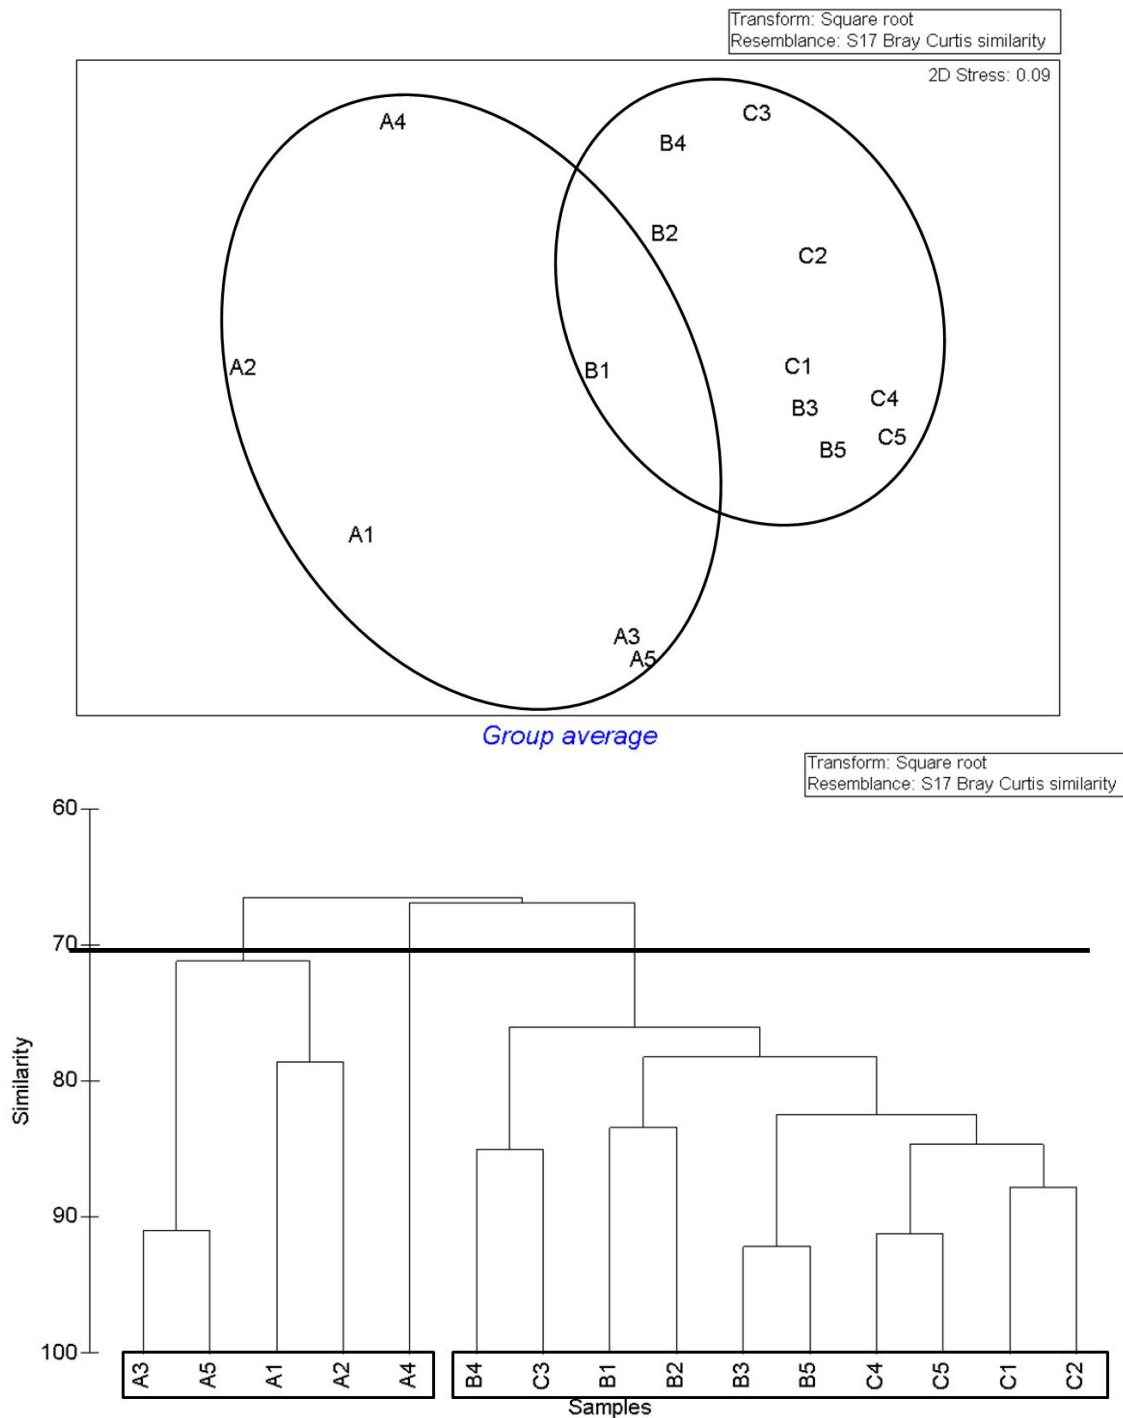 Transform: Square root
Resemblance: S17 Bray Curtis similarity
2D Stress: 0.09
A4
C3
B4
B2
C2
A2
B1
C1
C4
B3
C5
B5
A1
A3
A5
Group average
Transform: Square root
Resemblance: S17 Bray Curtis similarity
60
70
80
90
100
Similarity
A3 A5 A1 A2 A4 B4 C3 B1 B2 B3 B5 C4 C5 C1 C2
Samples